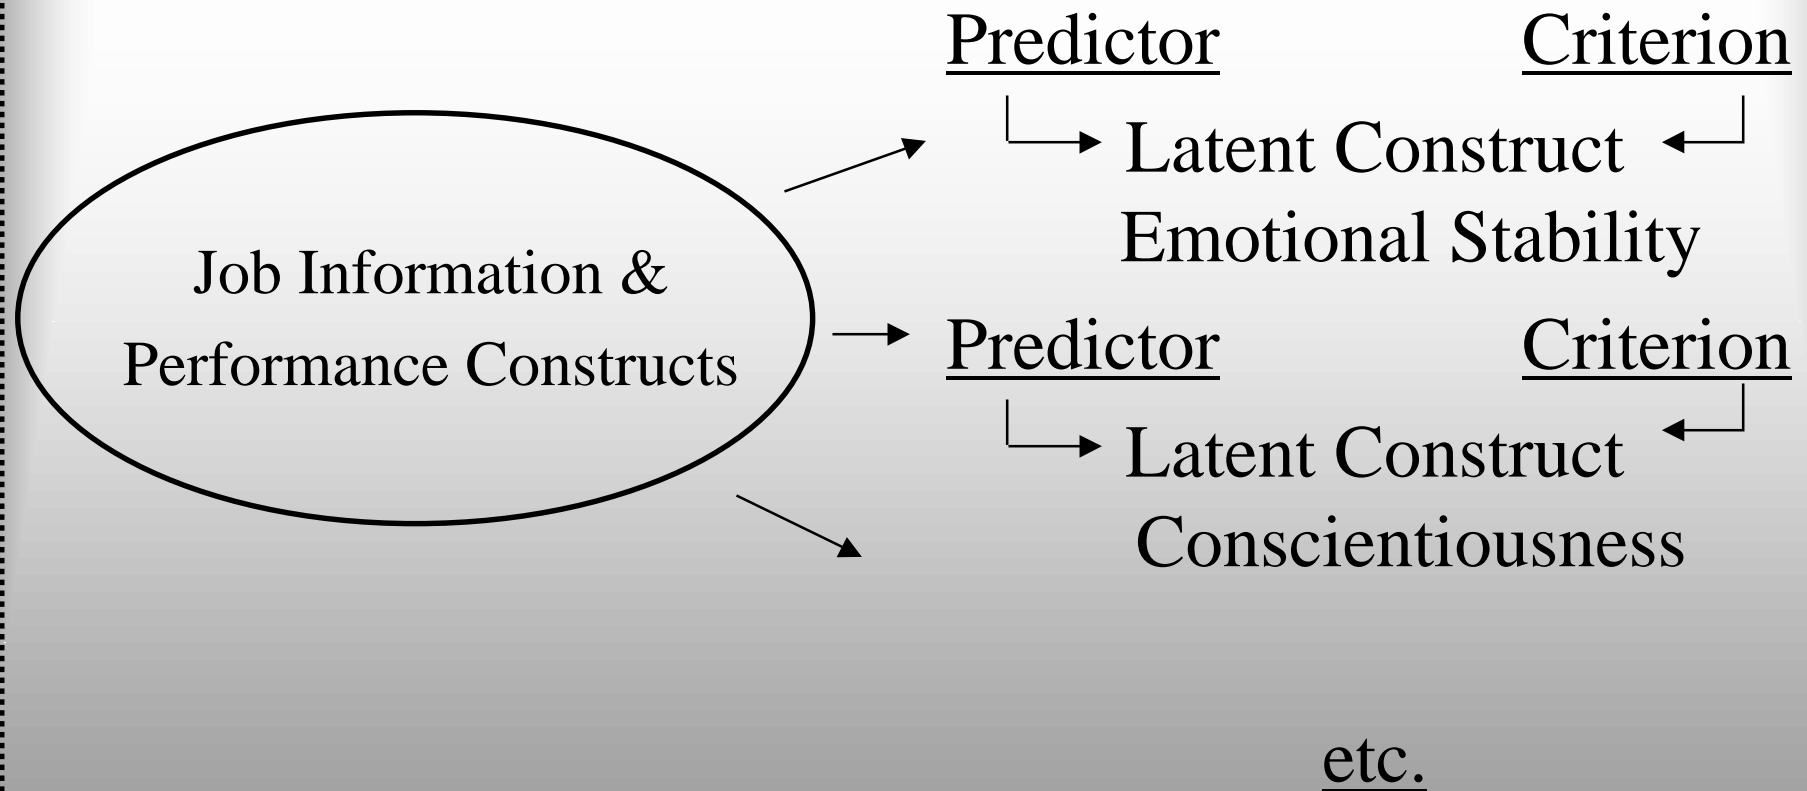 Predictor Criterion
Latent Construct
Emotional Stability
Job Information &
Performance Constructs
Predictor Criterion
Latent Construct
Conscientiousness
etc.